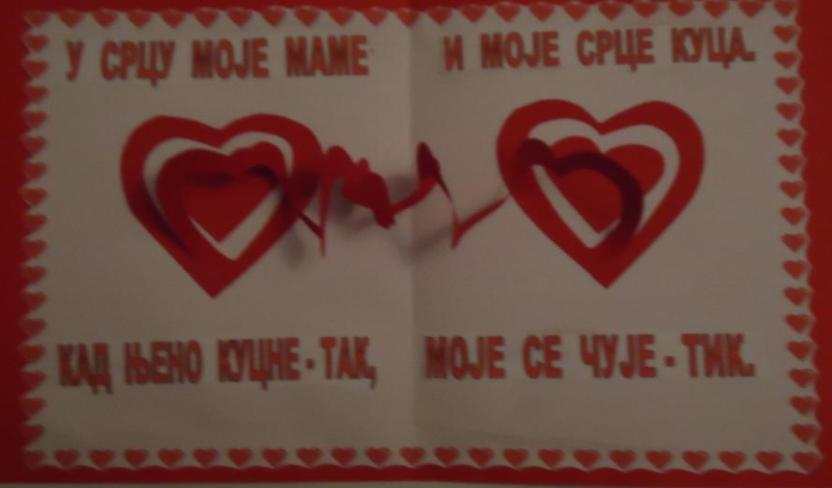 У СРЦУ МОЈЕ МАМЕ
И МОЈЕ СРЦЕ КУЦА.
КАД ЊЕНО КУЦНЕ - ТАК,
МОЈЕ СЕ ЧУЈЕ - ТИК.